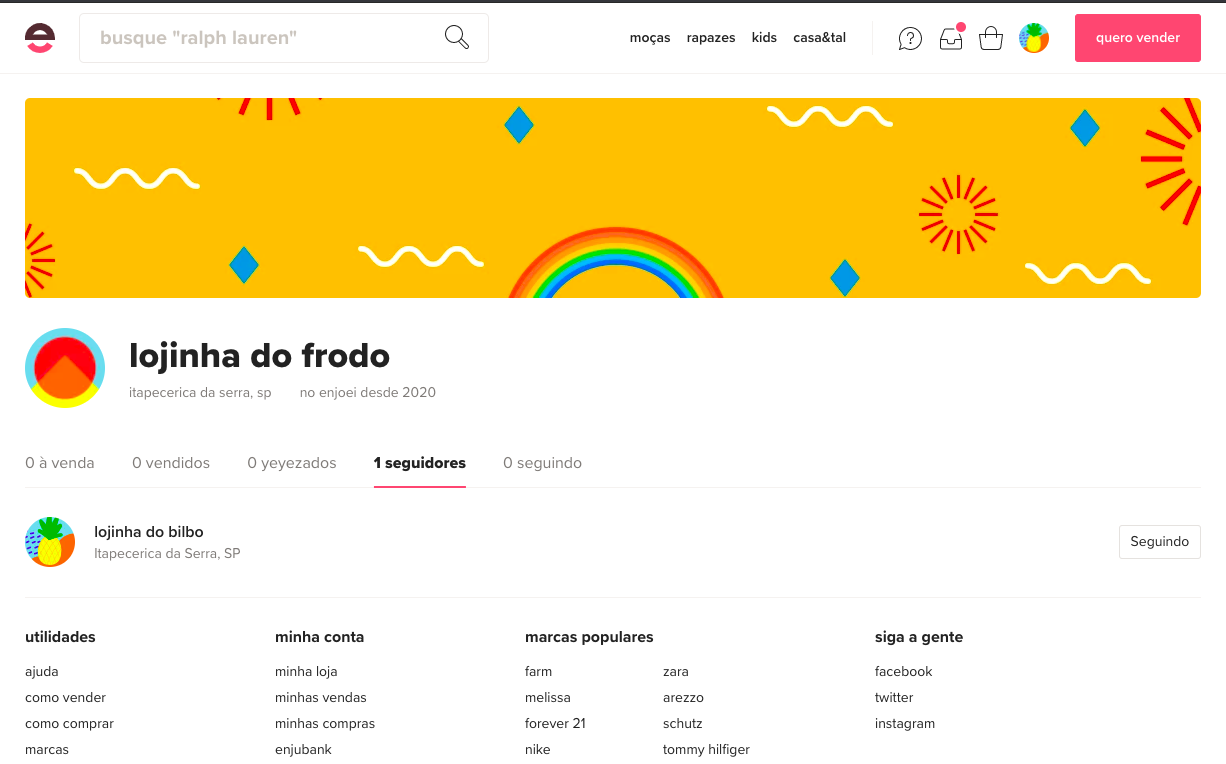 busque "ralph lauren"
moças rapazes kids casa&tal
quero vender
lojinha do frodo
itapecerica da serra, sp no enjoei desde 2020
0 à venda 0 vendidos 0 yeyezados 1 seguidores 0 seguindo
lojinha do bilbo
Itapecerica da Serra, SP
Seguindo
utilidades minha conta marcas populares siga a gente
ajuda minha loja farm zara facebook
como vender minhas vendas melissa arezzo twitter
como comprar minhas compras forever 21 schutz instagram
marcas enjubank nike tommy hilfiger